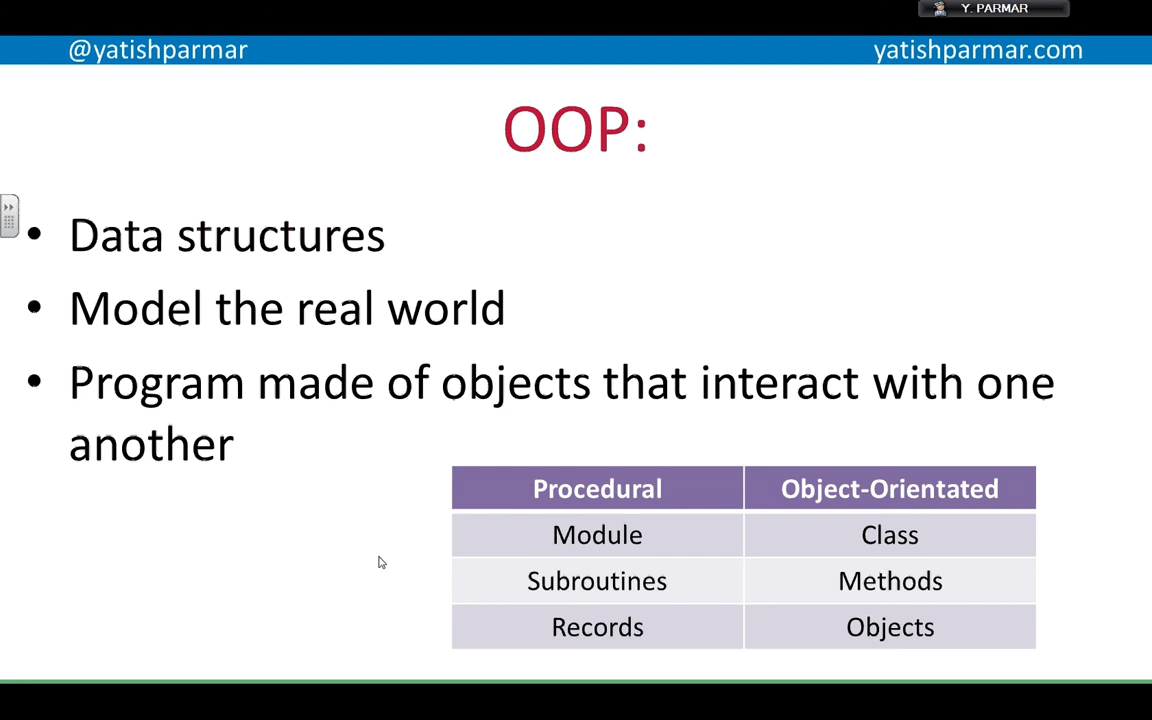 Y. PARMAR
@yatishparmar yatishparmar.com
OOP:
• Data structures
• Model the real world
• Program made of objects that interact with one
another
Procedural Object-Orientated
Module Class
Subroutines Methods
Records Objects